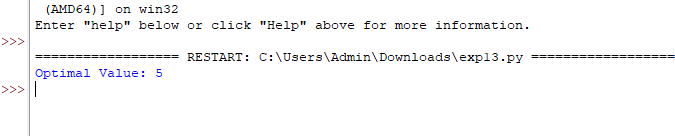 (AMD64)] on win32
Enter "help" below or click "Help" above for more information.
>>>
================== RESTART: C:\Users\Admin\Downloads\exp13.py ==================
Optimal Value: 5
>>>